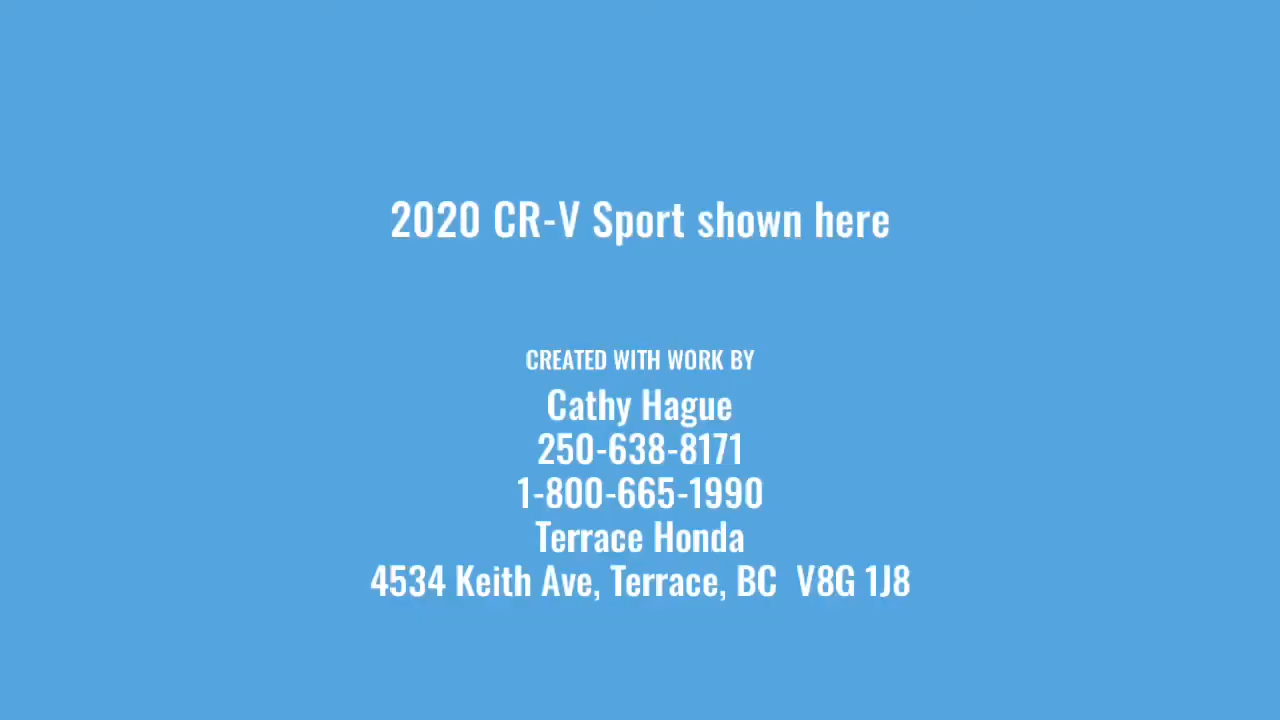 2020 CR-V Sport shown here
CREATED WITH WORK BY
Cathy Hague
250-638-8171
1-800-665-1990
Terrace Honda
4534 Keith Ave, Terrace, BC  V8G 1J8